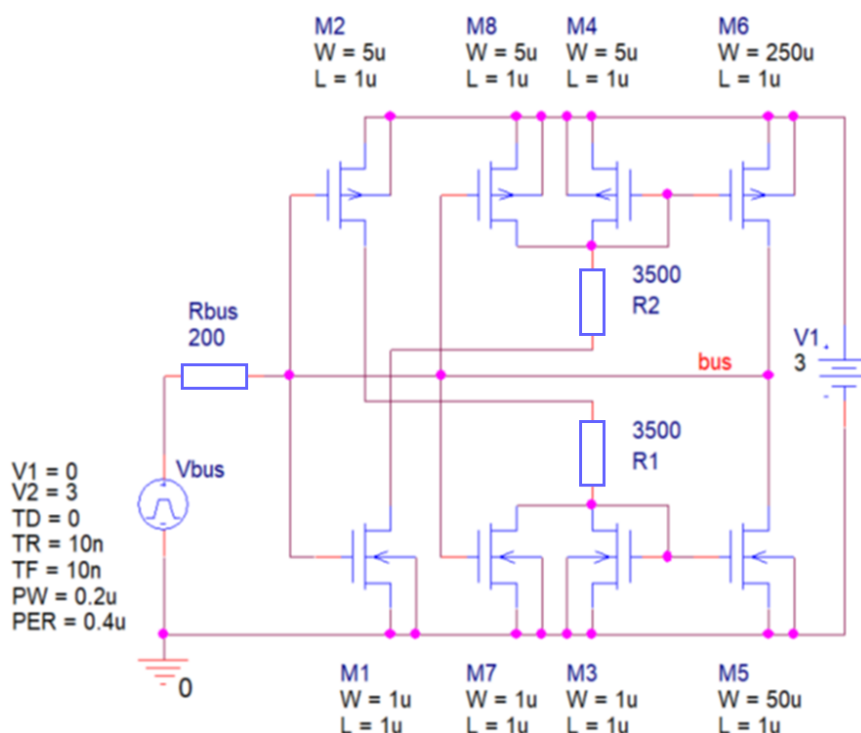 M2
W = 5u
L = 1u
M8
W = 5u
L = 1u
M4
W = 5u
L = 1u
M6
W = 250u
L = 1u
3500
R2
Rbus
200
bus
V1
3
3500
R1
Vbus
V1 = 0
V2 = 3
TD = 0
TR = 10n
TF = 10n
PW = 0.2u
PER = 0.4u
0
M1
W = 1u
L = 1u
M7
W = 1u
L = 1u
M3
W = 1u
L = 1u
M5
W = 50u
L = 1u